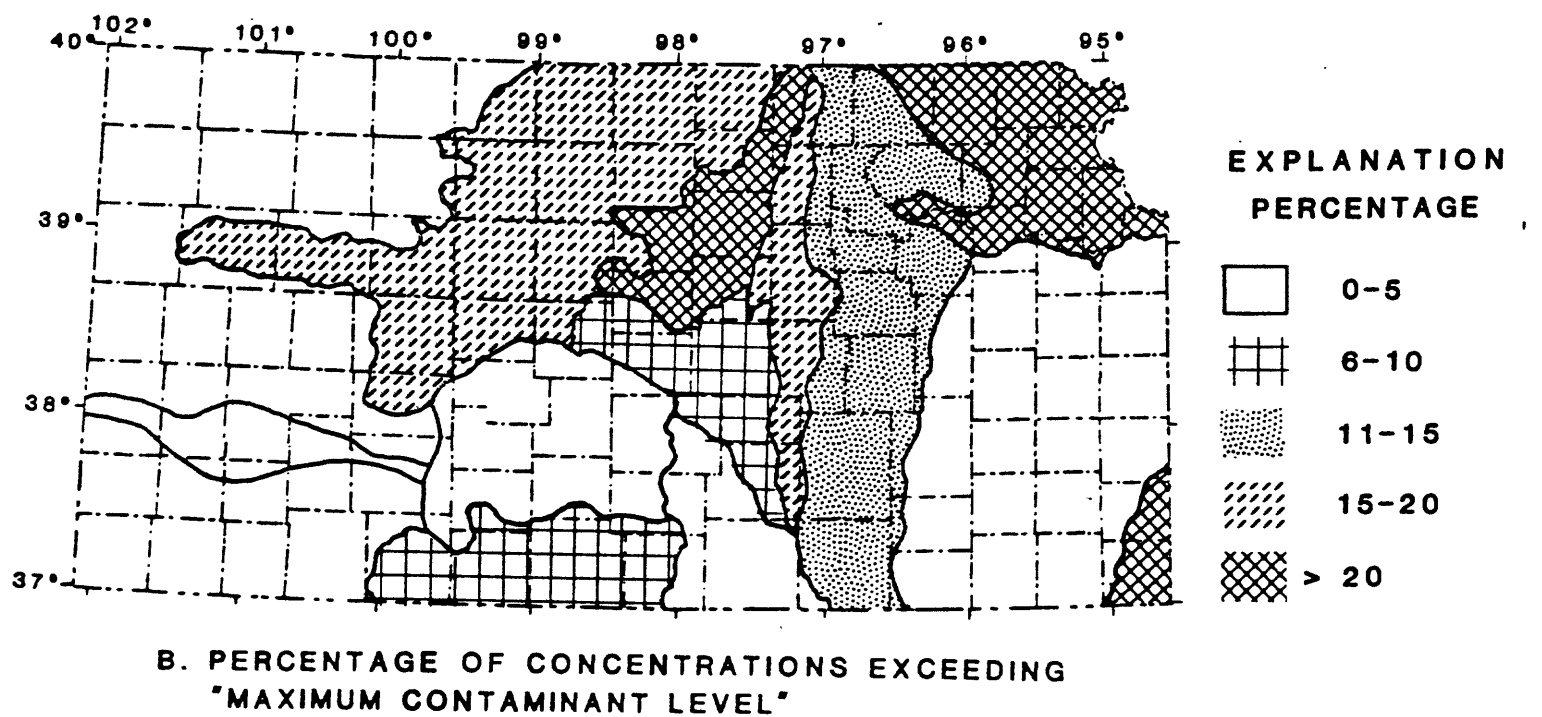 102° 101° 100° 99° 98° 97° 96° 95°
40°
39°
38°
37°
EXPLANATION
PERCENTAGE
0-5
6-10
11-15
15-20
> 20
B. PERCENTAGE OF CONCENTRATIONS EXCEEDING
"MAXIMUM CONTAMINANT LEVEL"